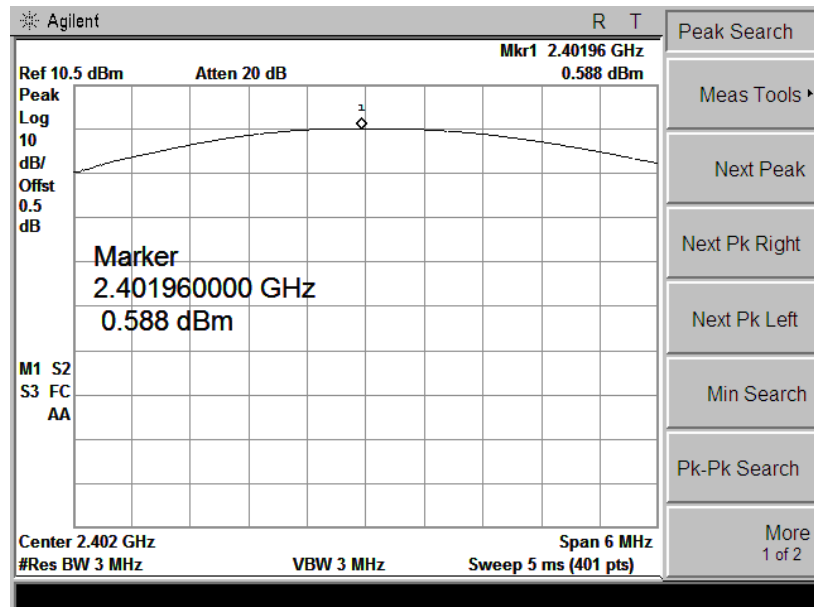 Agilent R T
Mkr1 2.40196 GHz
Ref 10.5 dBm Atten 20 dB 0.588 dBm
Peak
Log
10
dB/
Offst
0.5
dB
1
Marker
2.401960000 GHz
0.588 dBm
M1 S2
S3 FC
AA
Center 2.402 GHz Span 6 MHz
#Res BW 3 MHz VBW 3 MHz Sweep 5 ms (401 pts)
Peak Search
Meas Tools
Next Peak
Next Pk Right
Next Pk Left
Min Search
Pk-Pk Search
More
1 of 2